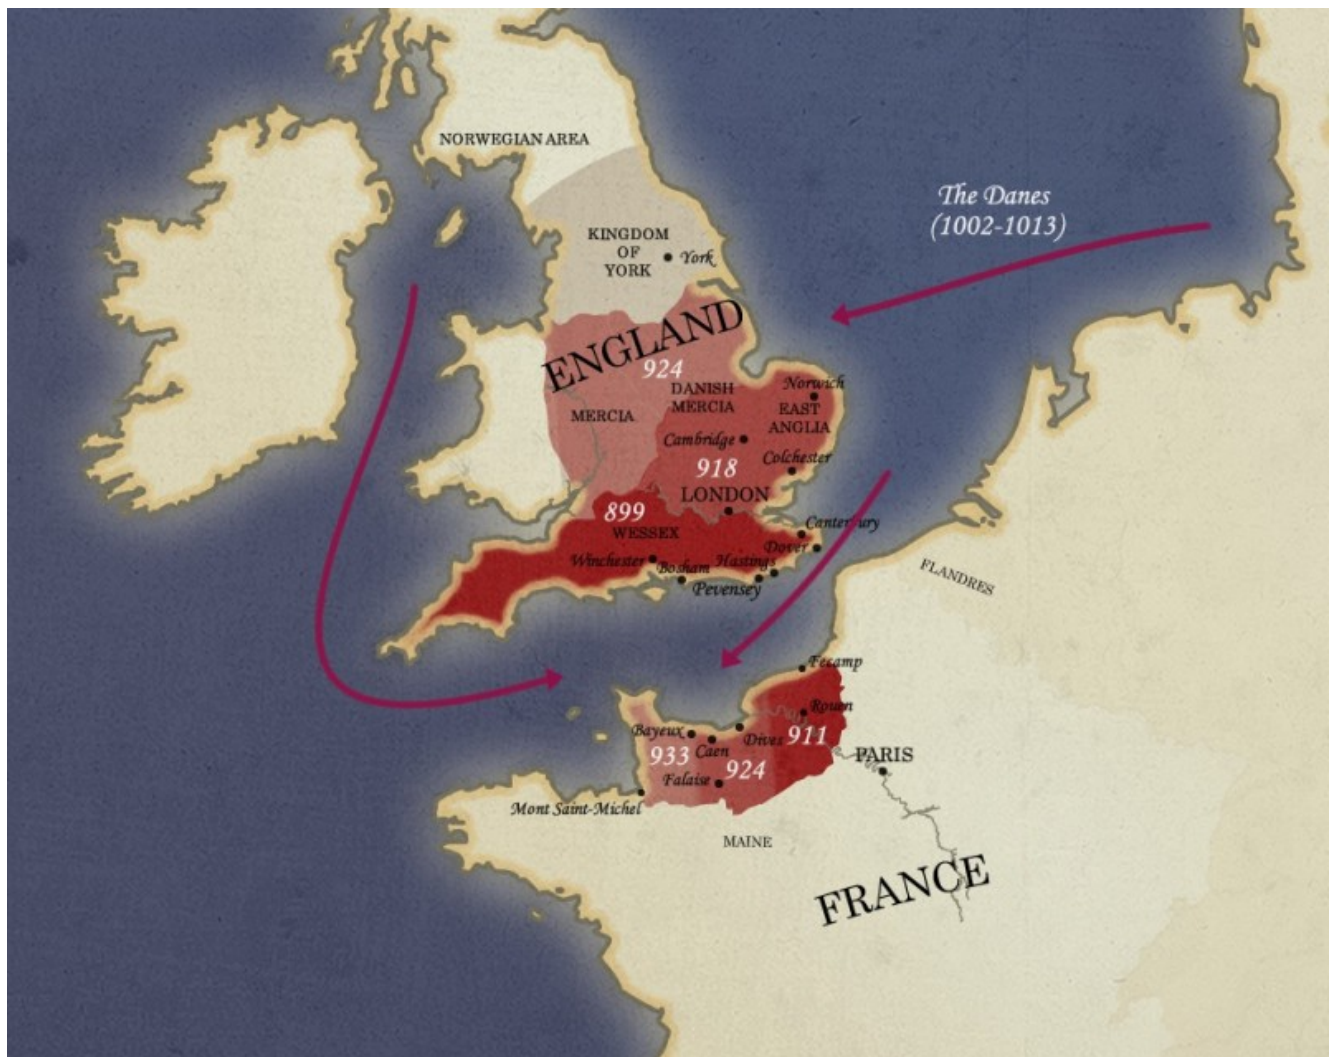 NORWEGIAN AREA
The Danes
(1002-1013)
KINGDOM
OF
YORK
York
ENGLAND
924
DANISH
MERCIA
MERCIA
Norwich
EAST
ANGLIA
Cambridge
Colchester
918
LONDON
899
WESSEX
Canterbury
Dover
Winchester
Bosham
Hastings
Pevensey
FLANDRES
Fecamp
Rouen
Bayeux
Caen
Dives
911
933
924
Falaise
PARIS
Mont Saint-Michel
MAINE
FRANCE